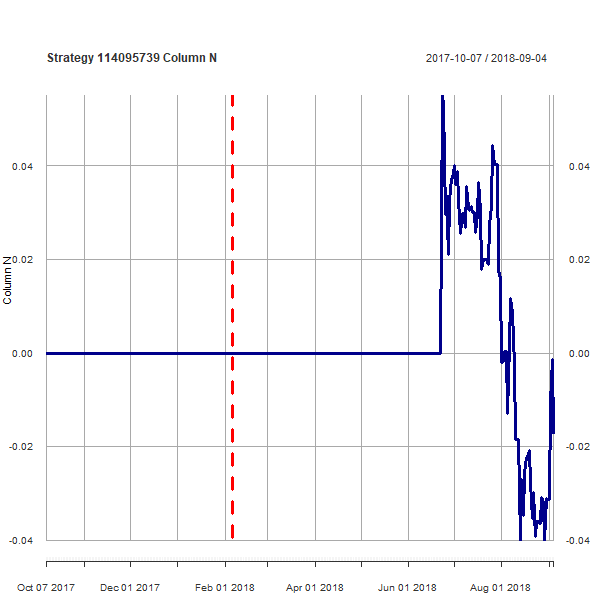 Strategy 114095739 Column N
2017-10-07 / 2018-09-04
0.04
0.04
0.02
0.02
Column N
0.00
0.00
-0.02
-0.02
-0.04
-0.04
Oct 07 2017
Dec 01 2017
Feb 01 2018
Apr 01 2018
Jun 01 2018
Aug 01 2018